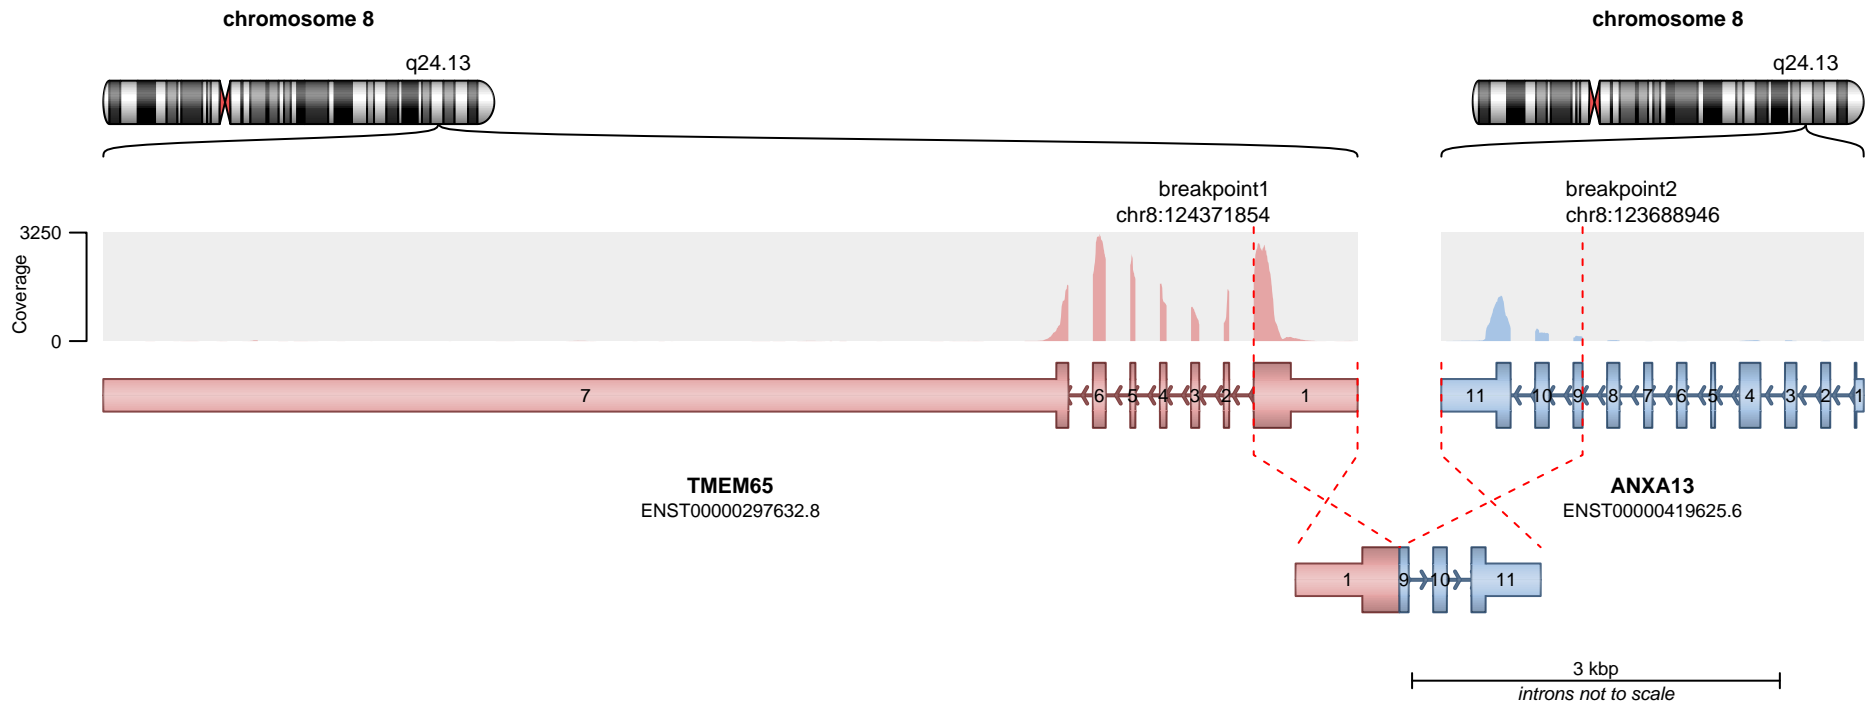 chromosome 8
chromosome 8
q24.13
q24.13
breakpoint1
chr8:124371854
breakpoint2
chr8:123688946
3250
Coverage
0
7
6
5
4
3
2
1
11
10
9
8
7
6
5
4
3
2
1
TMEM65
ENST00000297632.8
ANXA13
ENST00000419625.6
1
9
10
11
3 kbp
introns not to scale